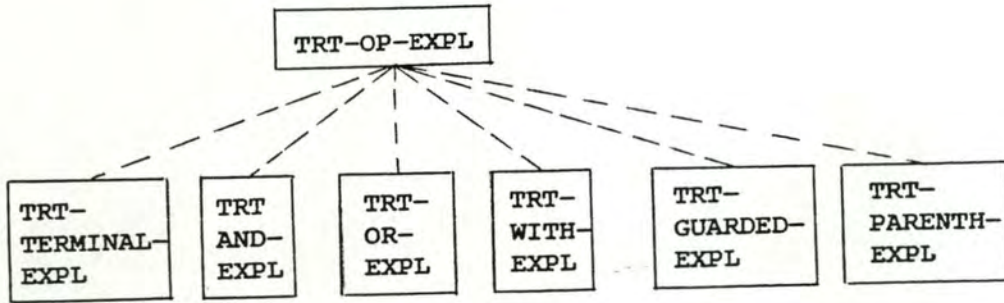 TRT-OP-EXPL
TRT-
TERMINAL-
EXPL
TRT
AND-
EXPL
TRT-
OR-
EXPL
TRT-
WITH-
EXPL
TRT-
GUARDED-
EXPL
TRT-
PARENTH-
EXPL